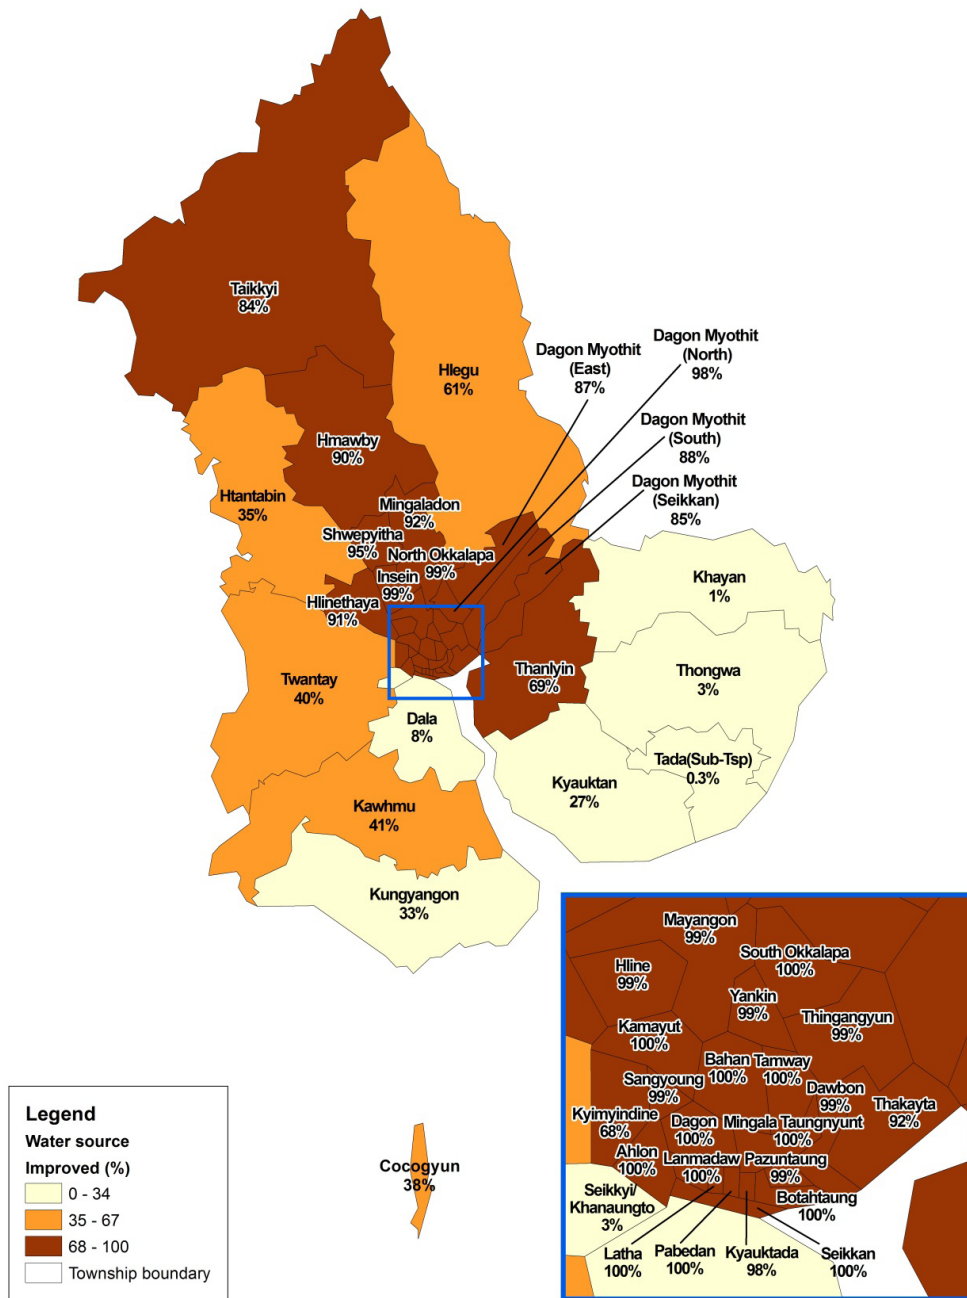 Taikkyi
84%
Hlegu
61%
Dagon Myothit
(East)
87%
Dagon Myothit
(North)
98%
Dagon Myothit
(South)
88%
Dagon Myothit
(Seikkan)
85%
Hmawby
90%
Htantabin
35%
Mingaladon
92%
Shwepyitha
95%
North Okkalapa
99%
Insein
99%
Hlinethaya
91%
Khayan
1%
Thongwa
3%
Thanlyin
69%
Twantay
40%
Dala
8%
Tada(Sub-Tsp)
0.3%
Kyauktan
27%
Kawhmu
41%
Kungyangon
33%
Cocogyun
38%
Mayangon
99%
South Okkalapa
100%
Hline
99%
Yankin
99%
Thingangyun
99%
Kamayut
100%
Bahan
100%
Tamway
100%
Sangyoung
99%
Dawbon
99%
Thakayta
92%
Kyimyindine
68%
Dagon
100%
Mingala Taungnyunt
100%
Ahlon
100%
Lanmadaw
100%
Pazuntaung
99%
Seikkyi/
Khanaungto
3%
Botahtaung
100%
Latha
100%
Pabedan
100%
Kyauktada
98%
Seikkan
100%
Legend
Water source
Improved (%)
0 - 34
35 - 67
68 - 100
Township boundary